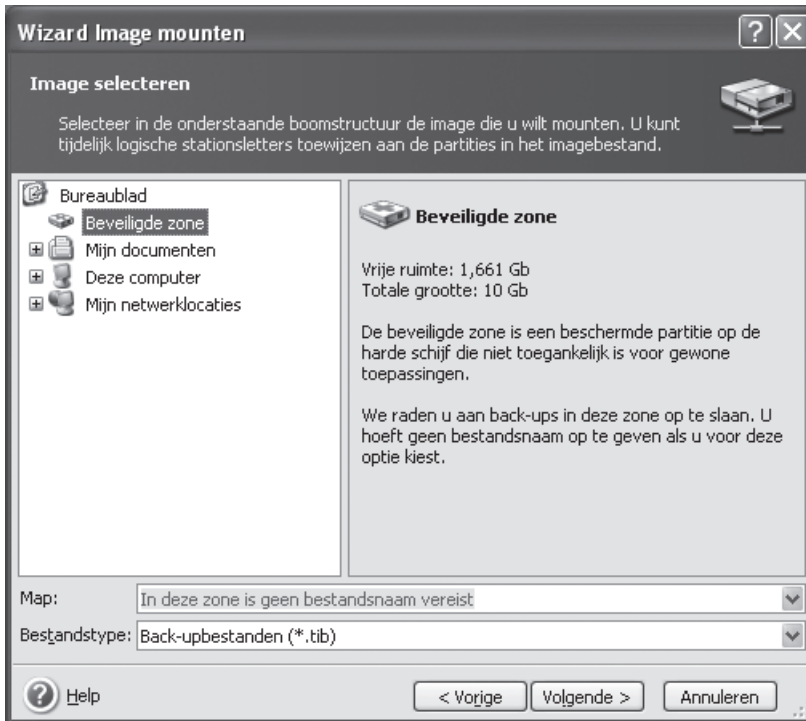 Wizard Image mounten
Image selecteren
Selecteer in de onderstaande boomstructuur de image die u wilt mounten. U kunt
tijdelijk logische stationsletters toewijzen aan de partities in het imagebestand.
Bureaublad
Beveiligde zone
Mijn documenten
Deze computer
Mijn netwerklocaties
Beveiligde zone
Vrije ruimte: 1,661 Gb
Totale grootte: 10 Gb
De beveiligde zone is een beschermde partitie op de
harde schijf die niet toegankelijk is voor gewone
toepassingen.
We raden u aan back-ups in deze zone op te slaan. U
hoeft geen bestandsnaam op te geven als u voor deze
optie kiest.
Map: In deze zone is geen bestandsnaam vereist
Bestandstype: Back-upbestanden (*.tib)
? Help < Vorige Volgende > Annuleren